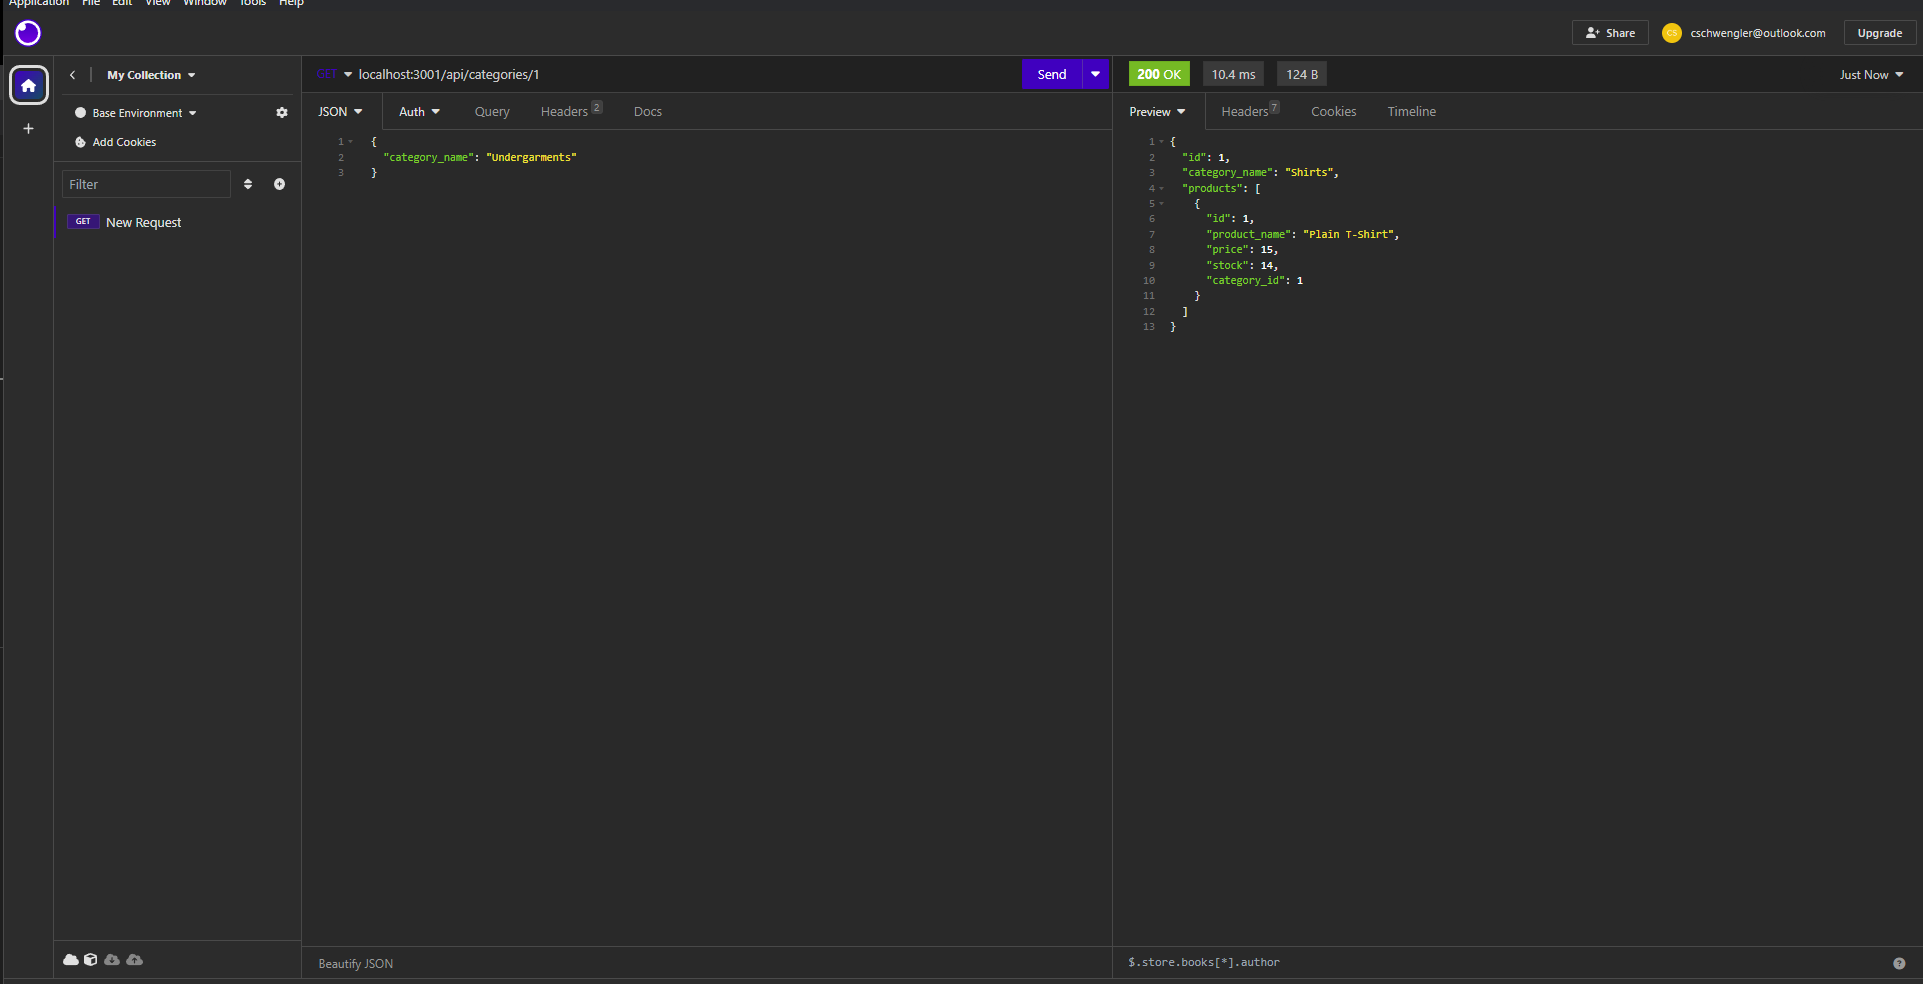 Application File Edit View Window Tools Help
Share
CS
cschwengler@outlook.com
Upgrade
My Collection
Base Environment
Add Cookies
Filter
GET New Request
GET localhost:3001/api/categories/1
Send
JSON Auth Query Headers 2 Docs
1 {
2 "category_name": "Undergarments"
3 }
Beautify JSON
200 OK 10.4 ms 124 B Just Now
Preview Headers 7 Cookies Timeline
1 {
2 "id": 1,
3 "category_name": "Shirts",
4 "products": [
5 {
6 "id": 1,
7 "product_name": "Plain T-Shirt",
8 "price": 15,
9 "stock": 14,
10 "category_id": 1
11 }
12 ]
13 }
$.store.books[*].author